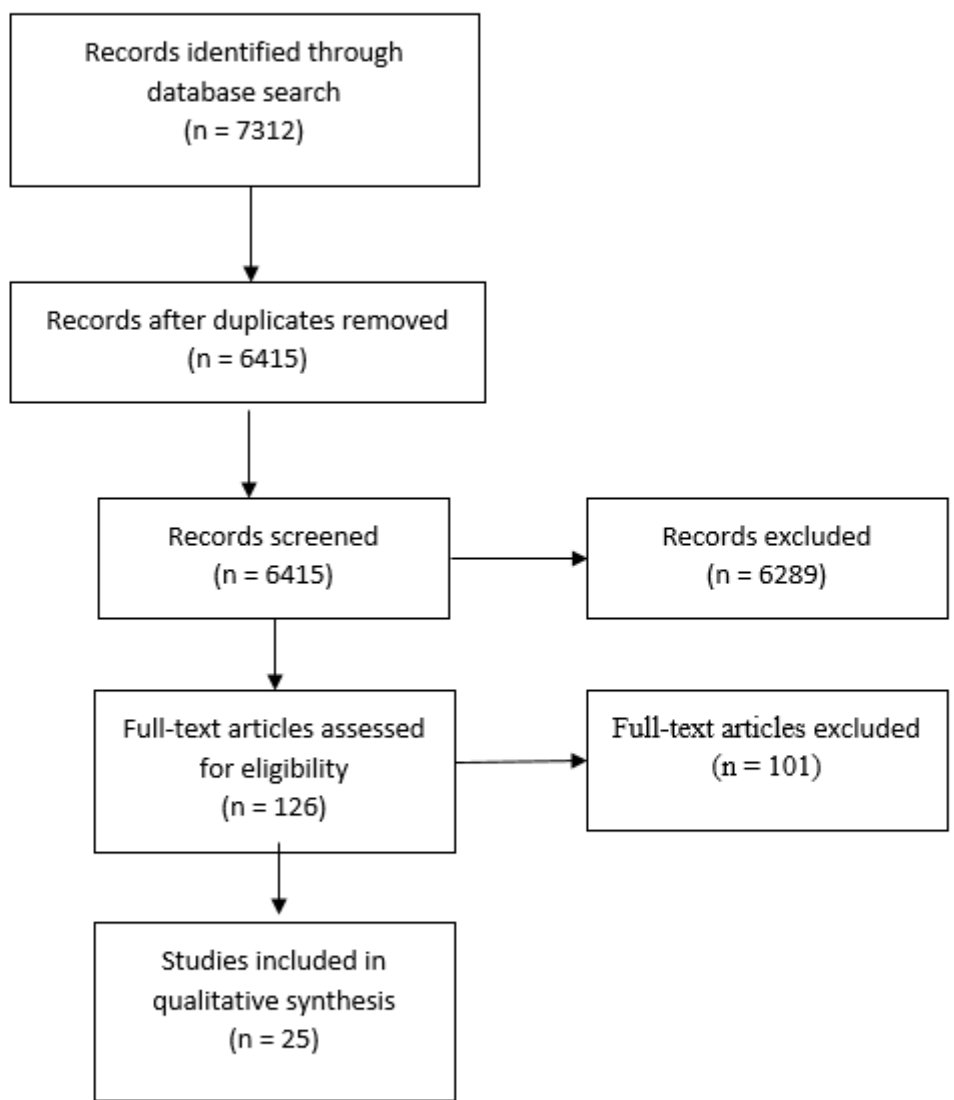 Records identified through
database search
(n = 7312)
Records after duplicates removed
(n = 6415)
Records screened
(n = 6415)
Records excluded
(n = 6289)
Full-text articles assessed
for eligibility
(n = 126)
Full-text articles excluded
(n = 101)
Studies included in
qualitative synthesis
(n = 25)